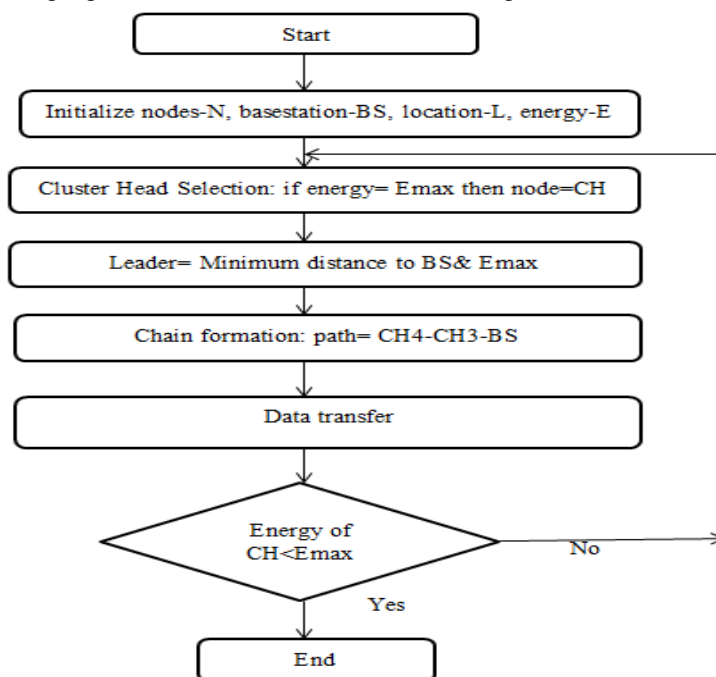 Start
Initialize nodes-N, basestation-BS, location-L, energy-E
Cluster Head Selection: if energy= Emax then node=CH
Leader= Minimum distance to BS& Emax
Chain formation: path= CH4-CH3-BS
Data transfer
Energy of
CH<Emax
No
Yes
End